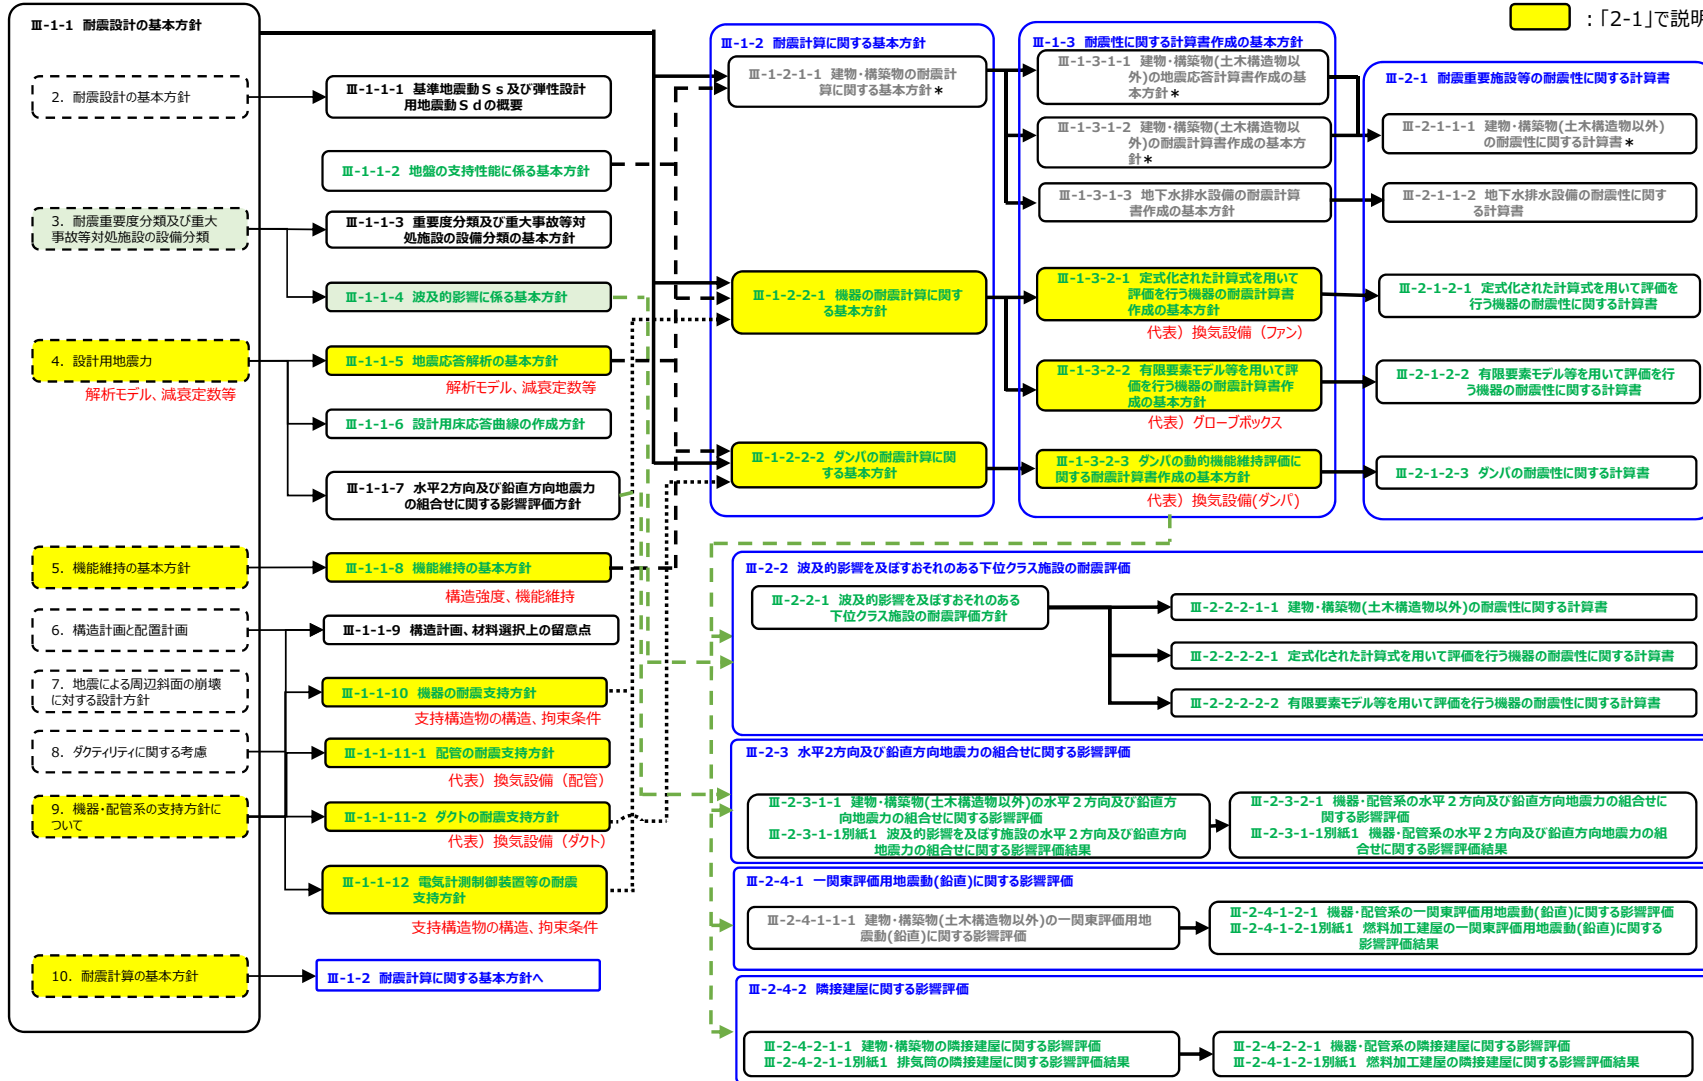 ：「2-1」で説明
Ⅲ-1-1 耐震設計の基本方針
2. 耐震設計の基本方針
3. 耐震重要度分類及び重大
事故等対処施設の設備分類
4. 設計用地震力
解析モデル、減衰定数等
5. 機能維持の基本方針
6. 構造計画と配置計画
7. 地震による周辺斜面の崩壊
に対する設計方針
8. ダクティリティに関する考慮
9. 機器・配管系の支持方針に
ついて
10. 耐震計算の基本方針
Ⅲ-1-1-1 基準地震動Ｓｓ及び弾性設計
用地震動Ｓｄの概要
Ⅲ-1-1-2 地盤の支持性能に係る基本方針
Ⅲ-1-1-3 重要度分類及び重大事故等対
処施設の設備分類の基本方針
Ⅲ-1-1-4 波及的影響に係る基本方針
Ⅲ-1-1-5 地震応答解析の基本方針
解析モデル、減衰定数等
Ⅲ-1-1-6 設計用床応答曲線の作成方針
Ⅲ-1-1-7 水平2方向及び鉛直方向地震力
の組合せに関する影響評価方針
Ⅲ-1-1-8 機能維持の基本方針
構造強度、機能維持
Ⅲ-1-1-9 構造計画、材料選択上の留意点
Ⅲ-1-1-10 機器の耐震支持方針
支持構造物の構造、拘束条件
Ⅲ-1-1-11-1 配管の耐震支持方針
代表）換気設備（配管）
Ⅲ-1-1-11-2 ダクトの耐震支持方針
代表）換気設備（ダクト）
Ⅲ-1-1-12 電気計測制御装置等の耐震
支持方針
支持構造物の構造、拘束条件
Ⅲ-1-2 耐震計算に関する基本方針へ
Ⅲ-1-2 耐震計算に関する基本方針
Ⅲ-1-2-1-1 建物・構築物の耐震計
算に関する基本方針＊
Ⅲ-1-2-2-1 機器の耐震計算に関す
る基本方針
Ⅲ-1-2-2-2 ダンパの耐震計算に関
する基本方針
Ⅲ-1-3 耐震性に関する計算書作成の基本方針
Ⅲ-1-3-1-1 建物・構築物(土木構造物以
外)の地震応答計算書作成の基
本方針＊
Ⅲ-1-3-1-2 建物・構築物(土木構造物以
外)の耐震計算書作成の基本方
針＊
Ⅲ-1-3-1-3 地下水排水設備の耐震計算
書作成の基本方針
Ⅲ-1-3-2-1 定式化された計算式を用いて
評価を行う機器の耐震計算書
作成の基本方針
代表）換気設備（ファン）
Ⅲ-1-3-2-2 有限要素モデル等を用いて評
価を行う機器の耐震計算書作
成の基本方針
代表）グローブボックス
Ⅲ-1-3-2-3 ダンパの動的機能維持評価に
関する耐震計算書作成の基本方針
代表）換気設備(ダンパ)
Ⅲ-2-1 耐震重要施設等の耐震性に関する計算書
Ⅲ-2-1-1-1 建物・構築物(土木構造物以外)
の耐震性に関する計算書＊
Ⅲ-2-1-1-2 地下水排水設備の耐震性に関す
る計算書
Ⅲ-2-1-2-1 定式化された計算式を用いて評価を
行う機器の耐震性に関する計算書
Ⅲ-2-1-2-2 有限要素モデル等を用いて評価を行
う機器の耐震性に関する計算書
Ⅲ-2-1-2-3 ダンパの耐震性に関する計算書
Ⅲ-2-2 波及的影響を及ぼすおそれのある下位クラス施設の耐震評価
Ⅲ-2-2-1 波及的影響を及ぼすおそれのある
下位クラス施設の耐震評価方針
Ⅲ-2-2-2-1-1 建物・構築物(土木構造物以外)の耐震性に関する計算書
Ⅲ-2-2-2-2-1 定式化された計算式を用いて評価を行う機器の耐震性に関する計算書
Ⅲ-2-2-2-2-2 有限要素モデル等を用いて評価を行う機器の耐震性に関する計算書
Ⅲ-2-3 水平2方向及び鉛直方向地震力の組合せに関する影響評価
Ⅲ-2-3-1-1 建物・構築物(土木構造物以外)の水平２方向及び鉛直方
向地震力の組合せに関する影響評価
Ⅲ-2-3-1-1別紙1 波及的影響を及ぼす施設の水平２方向及び鉛直方向
地震力の組合せに関する影響評価結果
Ⅲ-2-3-2-1 機器・配管系の水平２方向及び鉛直方向地震力の組合せに
関する影響評価
Ⅲ-2-3-1-1別紙1 機器・配管系の水平２方向及び鉛直方向地震力の組
合せに関する影響評価結果
Ⅲ-2-4-1 一関東評価用地震動(鉛直)に関する影響評価
Ⅲ-2-4-1-1-1 建物・構築物(土木構造物以外)の一関東評価用地
震動(鉛直)に関する影響評価
Ⅲ-2-4-1-2-1 機器・配管系の一関東評価用地震動(鉛直)に関する影響評価
Ⅲ-2-4-1-2-1別紙1 燃料加工建屋の一関東評価用地震動(鉛直)に関する
影響評価結果
Ⅲ-2-4-2 隣接建屋に関する影響評価
Ⅲ-2-4-2-1-1 建物・構築物の隣接建屋に関する影響評価
Ⅲ-2-4-2-1-1別紙1 排気筒の隣接建屋に関する影響評価結果
Ⅲ-2-4-2-2-1 機器・配管系の隣接建屋に関する影響評価
Ⅲ-2-4-1-2-1別紙1 燃料加工建屋の隣接建屋に関する影響評価結果